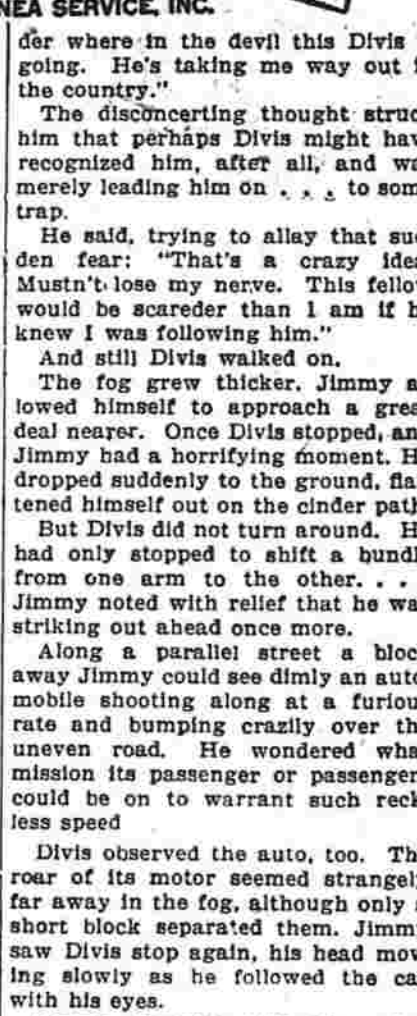 NEA SERVICE, INC.
der where in the devil this Divis
going. He's taking me way out i
the country."
The disconcerting thought struc
him that perhaps Divis might hav
recognized him, after all, and wa
merely leading him on . . . to som
trap.
He said, trying to allay that sud
den fear: "That's a crazy idea
Mustn't lose my nerve. This fello
would be scareder than I am if h
knew I was following him."
And still Divis walked on.
The fog grew thicker. Jimmy al
lowed himself to approach a grea
deal nearer. Once Divis stopped, an
Jimmy had a horrifying moment. H
dropped suddenly to the ground, fla
tened himself out on the cinder path
But Divis did not turn around. H
had only stopped to shift a bundl
from one arm to the other. . . .
Jimmy noted with relief that he wa
striking out ahead once more.
Along a parallel street a bloc
away Jimmy could see dimly an auto
mobile shooting along at a furiou
rate and bumping crazily over th
uneven road. He wondered wha
mission its passenger or passenger
could be on to warrant such reck
less speed
Divis observed the auto, too. Th
roar of its motor seemed strangel
far away in the fog, although only a
short block separated them. Jimm
saw Divis stop again, his head mov
ing slowly as he followed the ca
with his eyes.